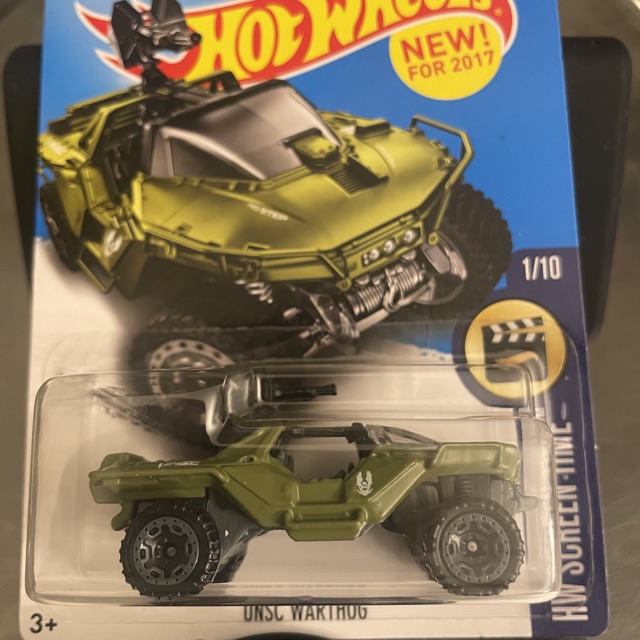 HOT WHEELS
NEW!
FOR 2017
1/10
HW SCREEN TIME
3+
UNSC WARTHOG